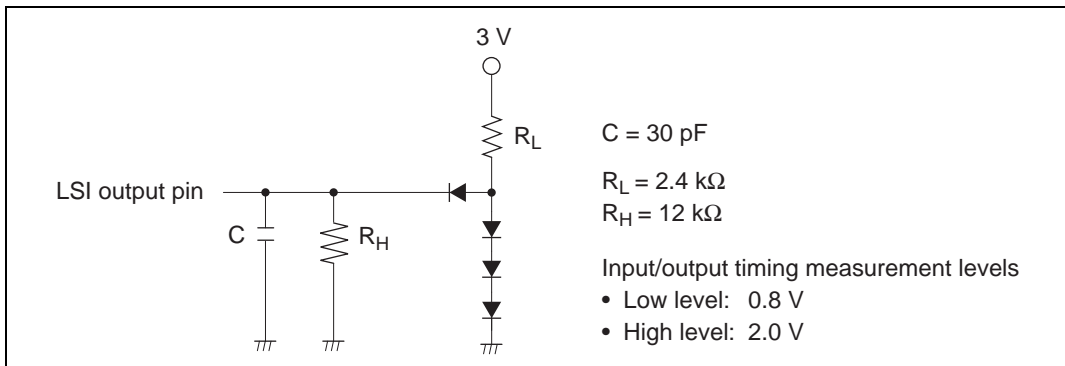 3 V
R_L
LSI output pin
C
R_H
C = 30 pF
R_L = 2.4 kΩ
R_H = 12 kΩ
Input/output timing measurement levels
• Low level: 0.8 V
• High level: 2.0 V